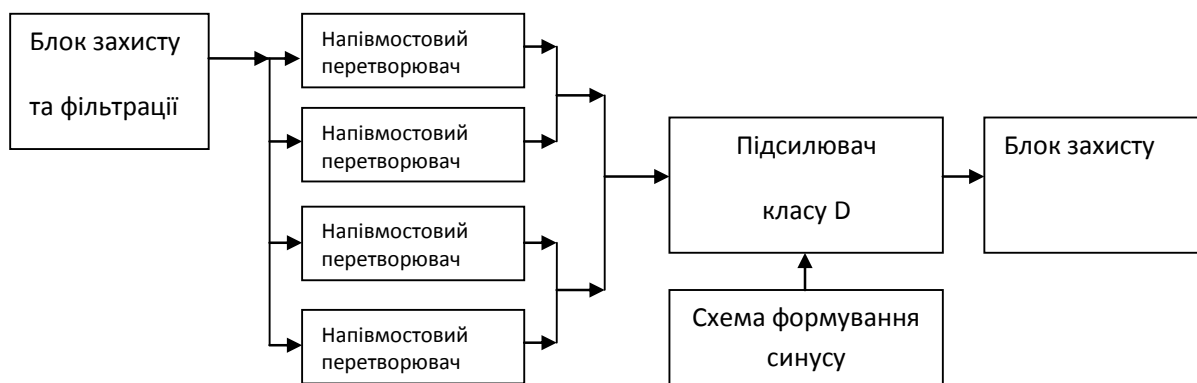 Блок захисту
та фільтрації
Напівмостовий
перетворювач
Напівмостовий
перетворювач
Напівмостовий
перетворювач
Напівмостовий
перетворювач
Підсилювач
класу D
Схема формування
синусу
Блок захисту